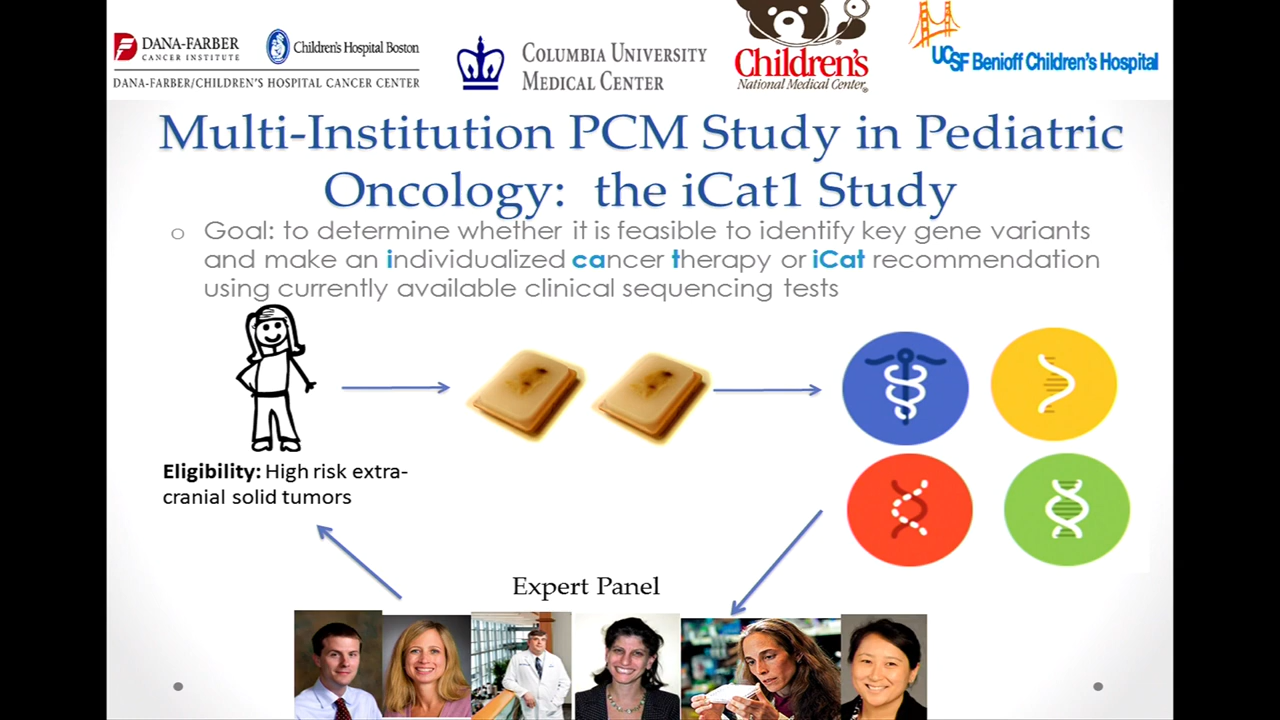 DANA-FARBER
CANCER INSTITUTE
Children's Hospital Boston
DANA-FARBER/CHILDREN'S HOSPITAL CANCER CENTER
COLUMBIA UNIVERSITY
MEDICAL CENTER
Children's
National Medical Center
UCSF Benioff Children's Hospital
Multi-Institution PCM Study in Pediatric
Oncology: the iCat1 Study
Goal: to determine whether it is feasible to identify key gene variants
and make an individualized cancer therapy or iCat recommendation
using currently available clinical sequencing tests
Eligibility: High risk extra-
cranial solid tumors
Expert Panel